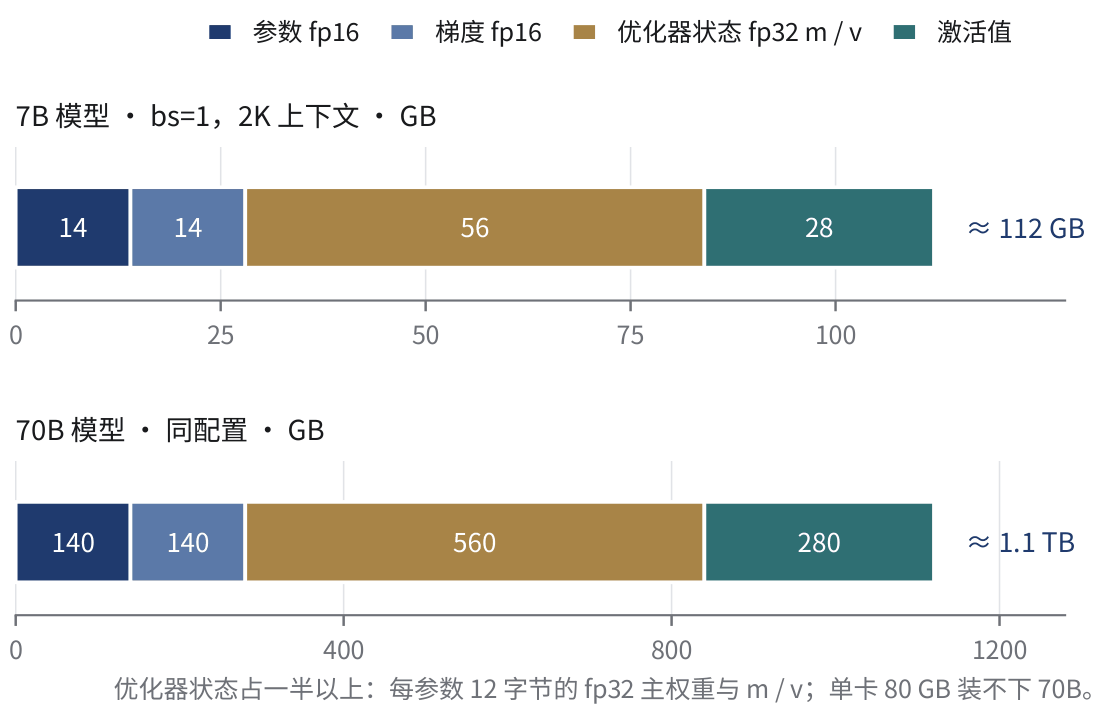 参数 fp16 梯度 fp16 优化器状态 fp32 m / v 激活值
7B 模型 · bs=1，2K 上下文 · GB
14 14 56 28 ≈ 112 GB
0 25 50 75 100
70B 模型 · 同配置 · GB
140 140 560 280 ≈ 1.1 TB
0 400 800 1200
优化器状态占一半以上：每参数 12 字节的 fp32 主权重与 m / v；单卡 80 GB 装不下 70B。